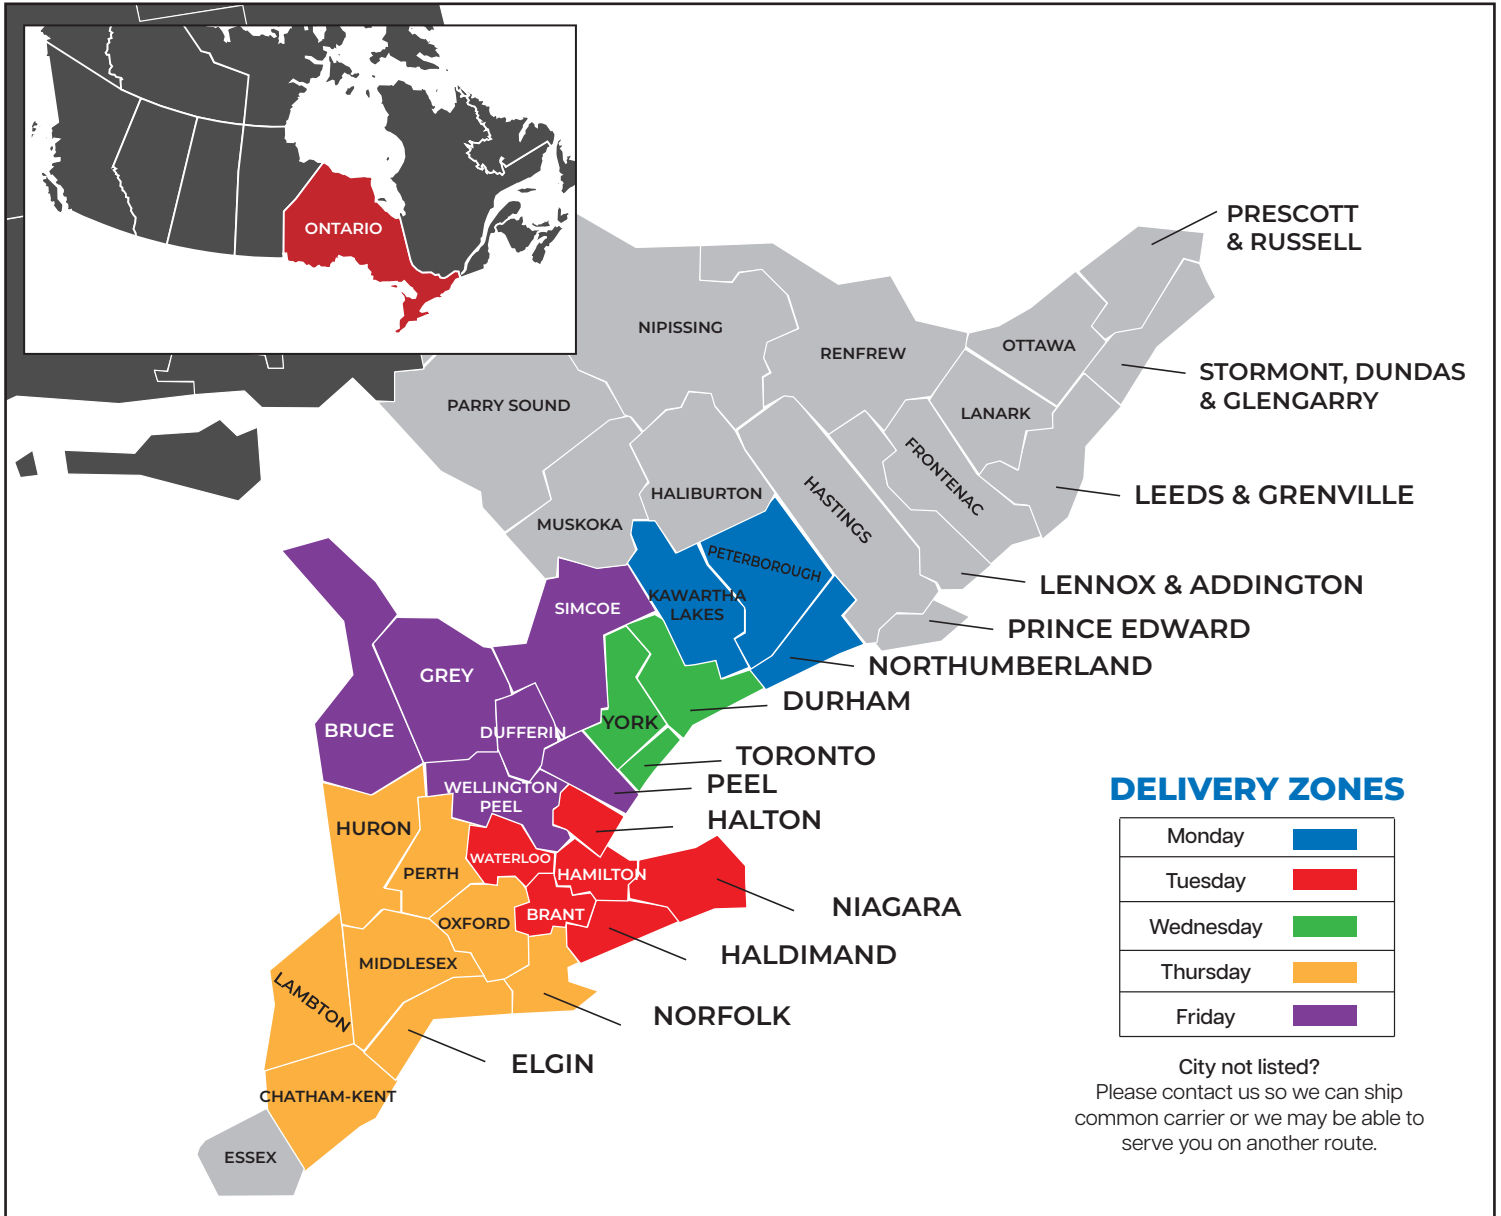 ONTARIO
PRESCOTT
& RUSSELL
NIPISSING
RENFREW
OTTAWA
STORMONT, DUNDAS
& GLENGARRY
PARRY SOUND
LANARK
FRONTENAC
HALIBURTON
HASTINGS
LEEDS & GRENVILLE
MUSKOKA
PETERBOROUGH
LENNOX & ADDINGTON
KAWARTHA
LAKES
SIMCOE
PRINCE EDWARD
NORTHUMBERLAND
GREY
DURHAM
BRUCE
DUFFERIN
YORK
TORONTO
PEEL
WELLINGTON
PEEL
HALTON
HURON
WATERLOO
PERTH
HAMILTON
NIAGARA
BRANT
OXFORD
HALDIMAND
MIDDLESEX
LAMBTON
NORFOLK
ELGIN
CHATHAM-KENT
ESSEX
DELIVERY ZONES
Monday
Tuesday
Wednesday
Thursday
Friday
City not listed?
Please contact us so we can ship
common carrier or we may be able to
serve you on another route.